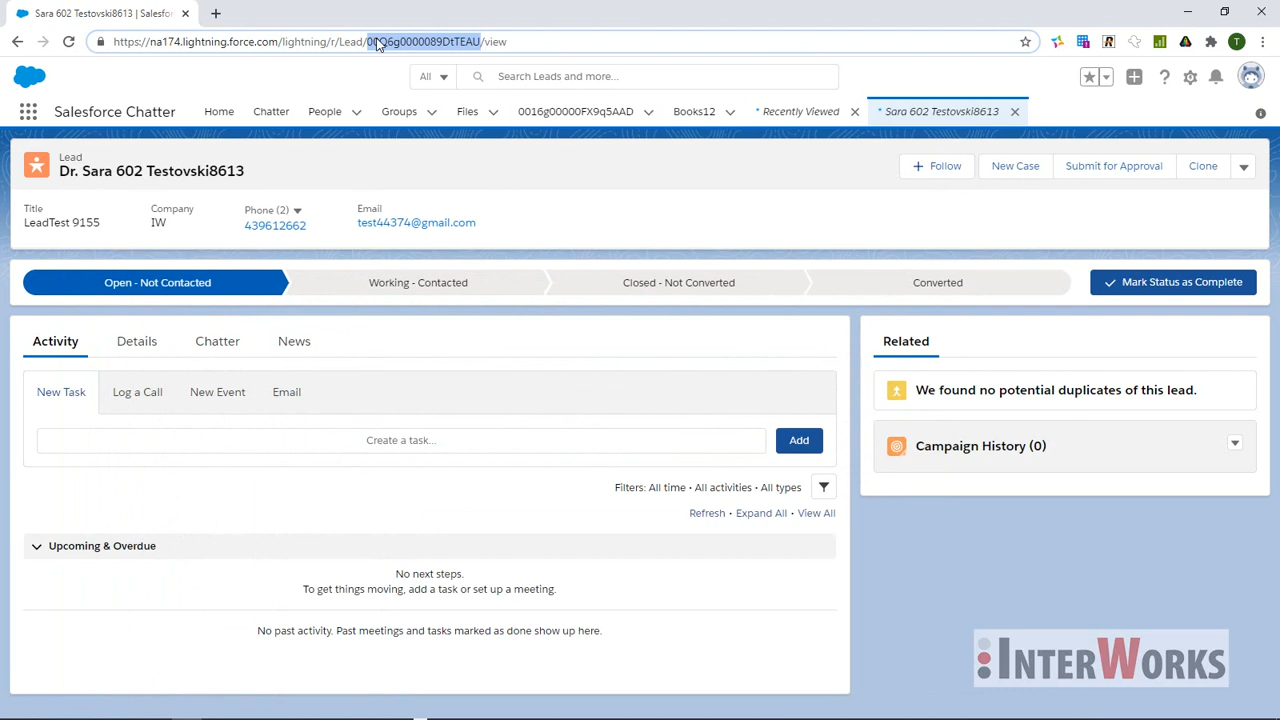 Sara 602 Testovski8613 | Salesfor
https://na174.lightning.force.com/lightning/r/Lead/00Q6g0000089DtTEAU/view
T
All
Search Leads and more...
Salesforce Chatter
Home
Chatter
People
Groups
Files
0016g00000FX9q5AAD
Books12
* Recently Viewed
* Sara 602 Testovski8613
Lead
Dr. Sara 602 Testovski8613
+ Follow
New Case
Submit for Approval
Clone
Title
LeadTest 9155
Company
IW
Phone (2)
439612662
Email
test44374@gmail.com
Open - Not Contacted
Working - Contacted
Closed - Not Converted
Converted
Mark Status as Complete
Activity
Details
Chatter
News
New Task
Log a Call
New Event
Email
Create a task...
Add
Filters: All time • All activities • All types
Refresh • Expand All • View All
Upcoming & Overdue
No next steps.
To get things moving, add a task or set up a meeting.
No past activity. Past meetings and tasks marked as done show up here.
Related
We found no potential duplicates of this lead.
Campaign History (0)
INTERWORKS